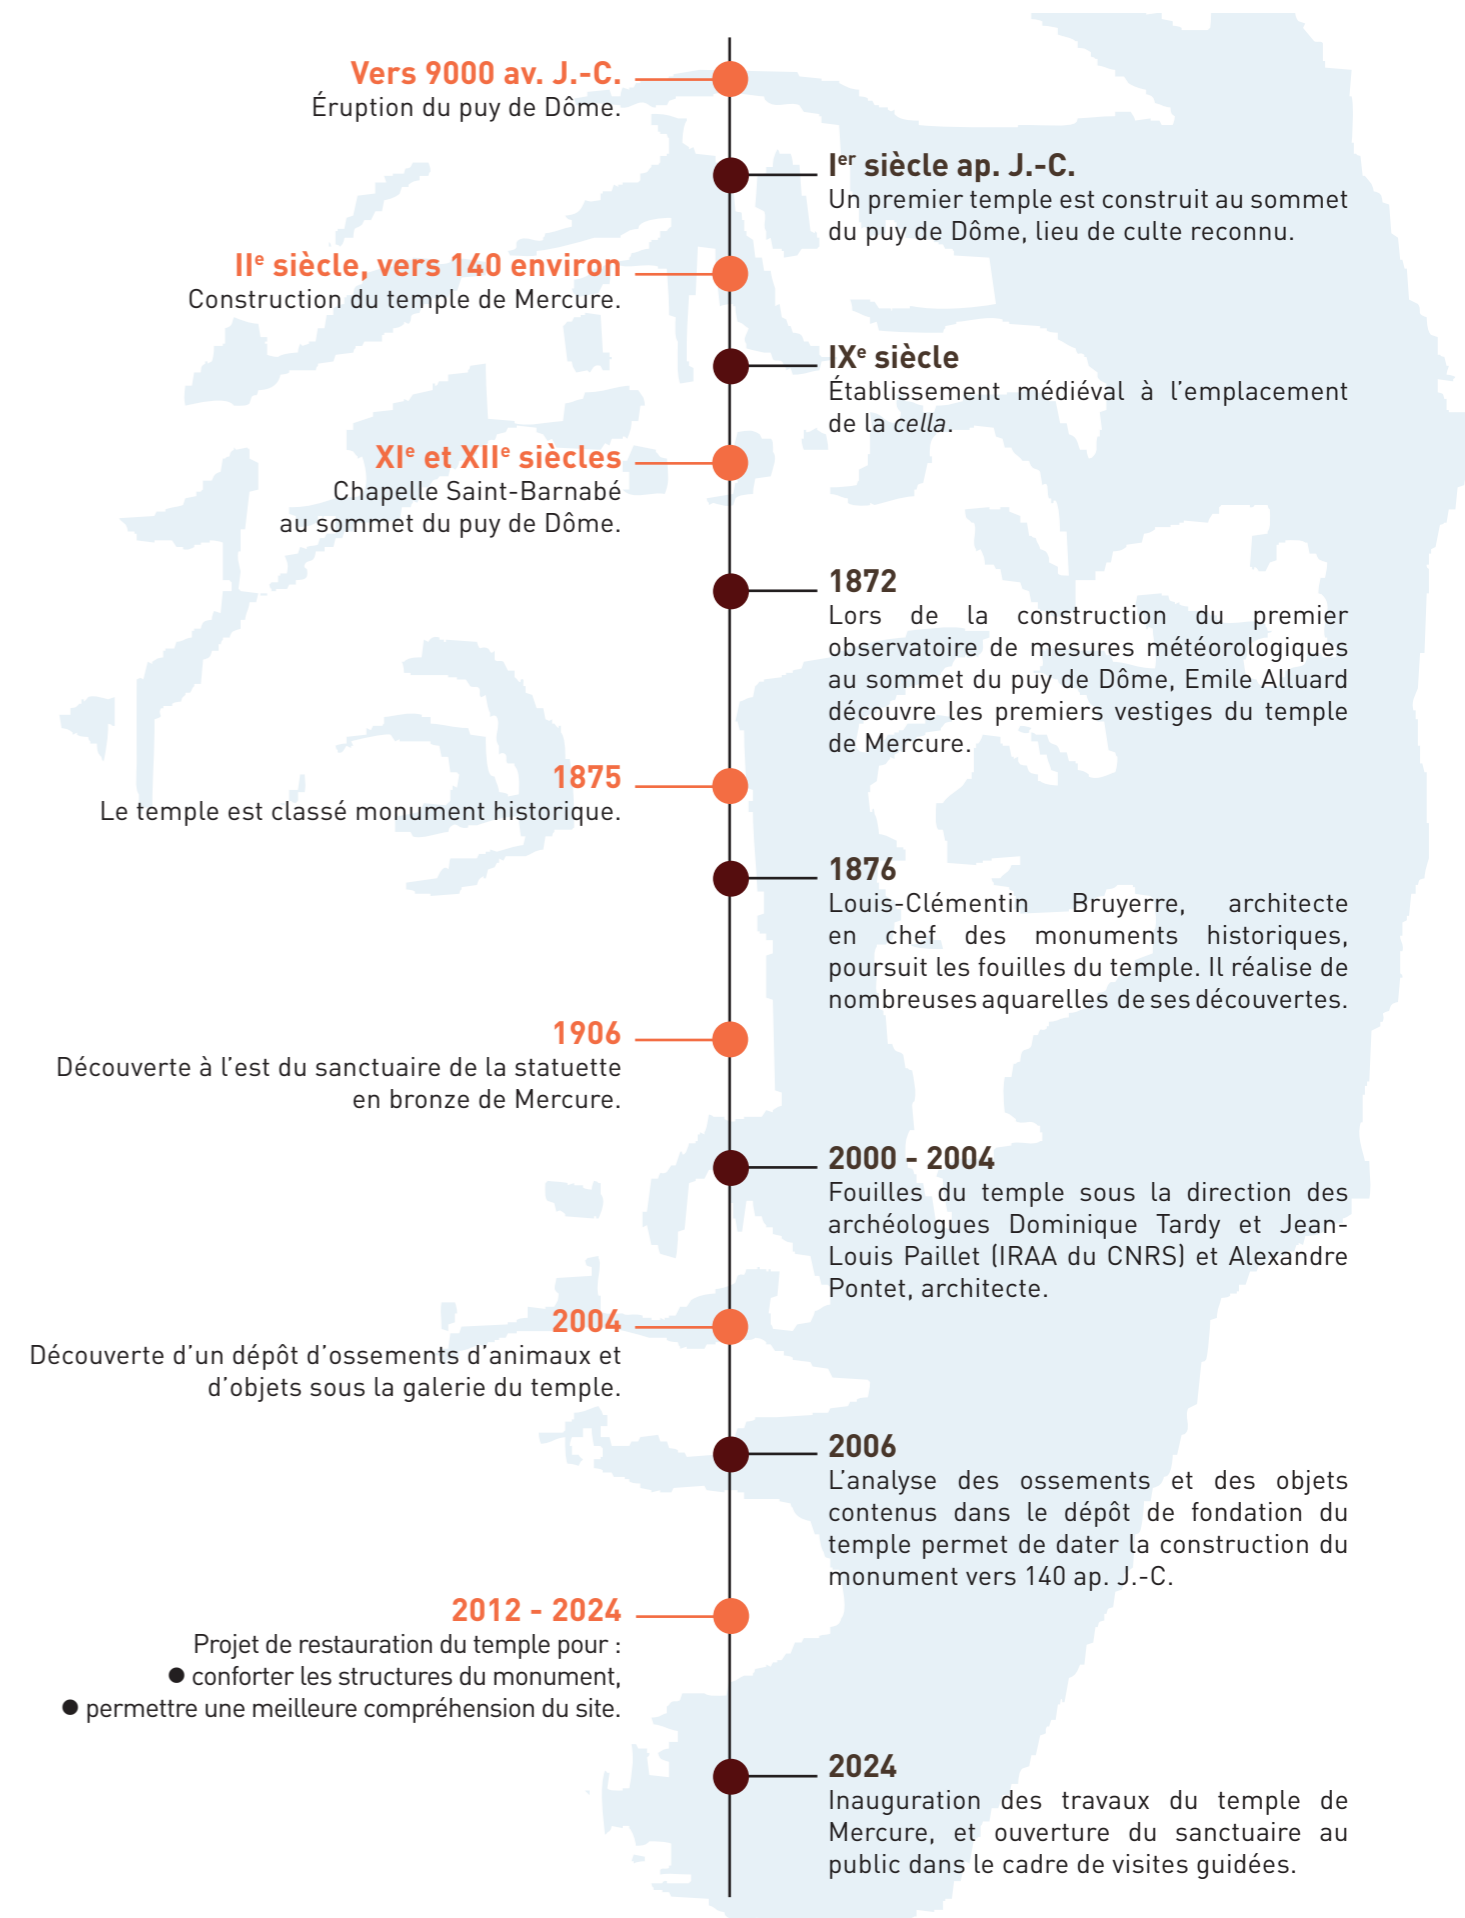 Vers 9000 av. J.-C.
Éruption du puy de Dôme.
Ier siècle ap. J.-C.
Un premier temple est construit au sommet
du puy de Dôme, lieu de culte reconnu.
IIe siècle, vers 140 environ
Construction du temple de Mercure.
IXe siècle
Établissement médiéval à l’emplacement
de la cella.
XIe et XIIe siècles
Chapelle Saint-Barnabé
au sommet du puy de Dôme.
1872
Lors de la construction du premier
observatoire de mesures météorologiques
au sommet du puy de Dôme, Emile Alluard
découvre les premiers vestiges du temple
de Mercure.
1875
Le temple est classé monument historique.
1876
Louis-Clémentin Bruyerre, architecte
en chef des monuments historiques,
poursuit les fouilles du temple. Il réalise de
nombreuses aquarelles de ses découvertes.
1906
Découverte à l’est du sanctuaire de la statuette
en bronze de Mercure.
2000 - 2004
Fouilles du temple sous la direction des
archéologues Dominique Tardy et Jean-
Louis Paillet (IRAA du CNRS) et Alexandre
Pontet, architecte.
2004
Découverte d’un dépôt d’ossements d’animaux et
d’objets sous la galerie du temple.
2006
L’analyse des ossements et des objets
contenus dans le dépôt de fondation du
temple permet de dater la construction du
monument vers 140 ap. J.-C.
2012 - 2024
Projet de restauration du temple pour :
● conforter les structures du monument,
● permettre une meilleure compréhension du site.
2024
Inauguration des travaux du temple de
Mercure, et ouverture du sanctuaire au
public dans le cadre de visites guidées.